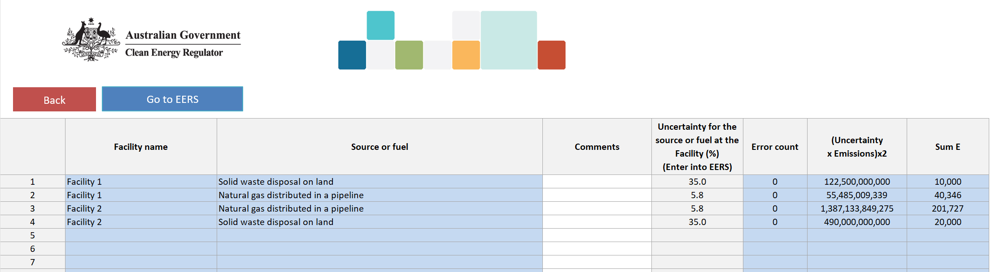 Australian Government
Clean Energy Regulator
AUSTRALIA
Back
Go to EERS
Facility name
Source or fuel
Comments
Uncertainty for the
source or fuel at the
Facility (%)
(Enter into EERS)
Error count
(Uncertainty
x Emissions)x2
Sum E
1 Facility 1 Solid waste disposal on land 35.0 0 122,500,000,000 10,000
2 Facility 1 Natural gas distributed in a pipeline 5.8 0 55,485,009,339 40,346
3 Facility 2 Natural gas distributed in a pipeline 5.8 0 1,387,133,849,275 201,727
4 Facility 2 Solid waste disposal on land 35.0 0 490,000,000,000 20,000
5
6
7